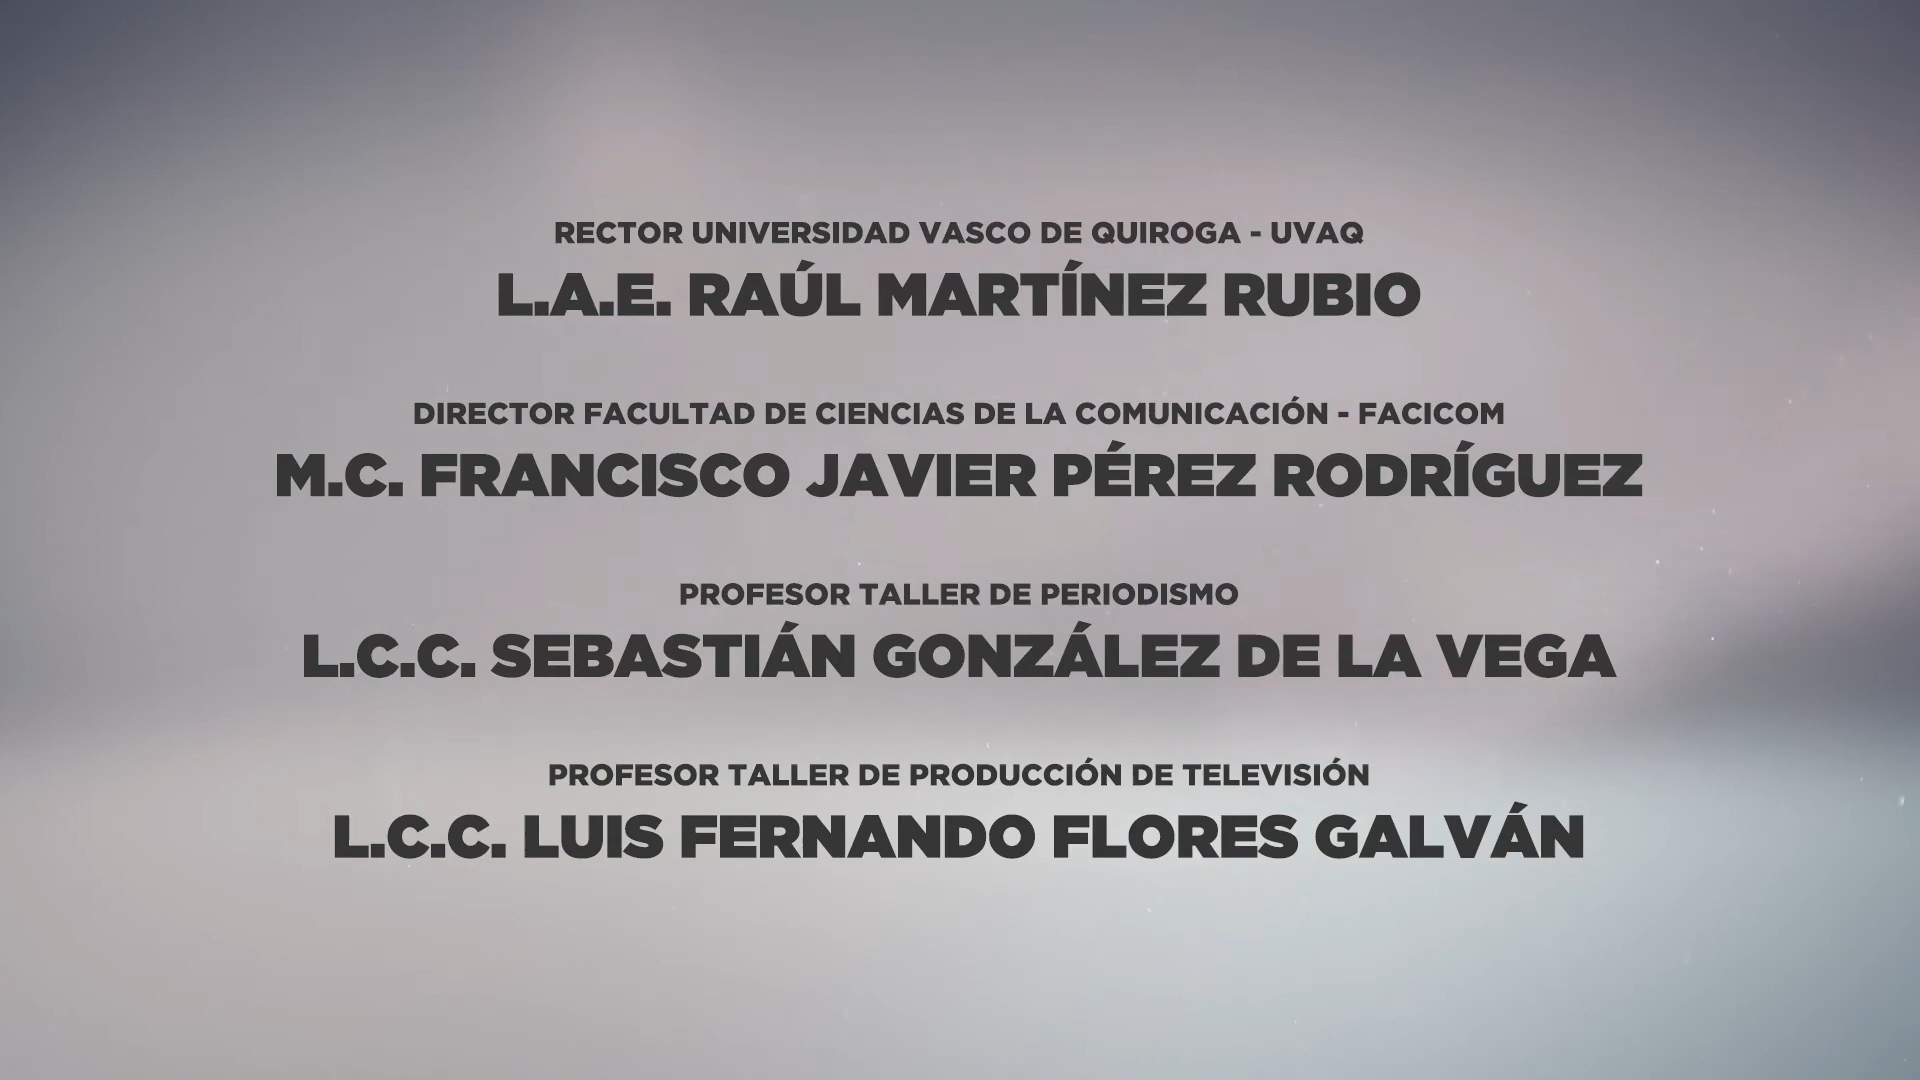 RECTOR UNIVERSIDAD VASCO DE QUIROGA - UVAQ
L.A.E. RAÚL MARTÍNEZ RUBIO
DIRECTOR FACULTAD DE CIENCIAS DE LA COMUNICACIÓN - FACICOM
M.C. FRANCISCO JAVIER PÉREZ RODRÍGUEZ
PROFESOR TALLER DE PERIODISMO
L.C.C. SEBASTIÁN GONZÁLEZ DE LA VEGA
PROFESOR TALLER DE PRODUCCIÓN DE TELEVISIÓN
L.C.C. LUIS FERNANDO FLORES GALVÁN